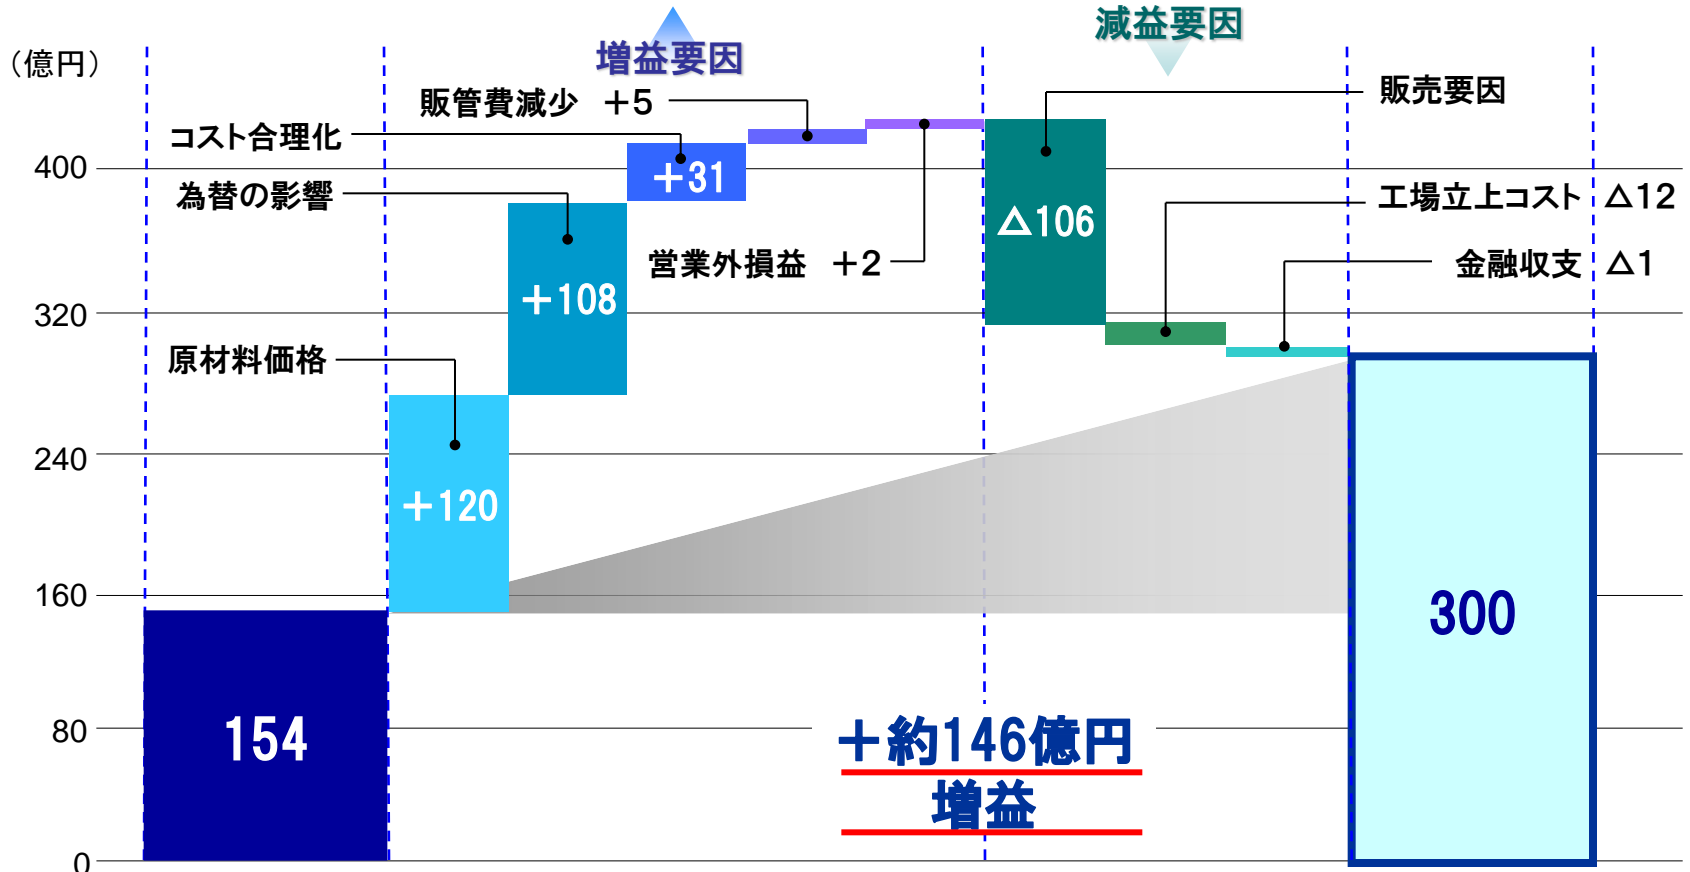 増益要因
減益要因
（億円）
販管費減少　＋5
販売要因
コスト合理化
400
＋31
為替の影響
工場立上コスト　△12
△106
営業外損益　＋2
金融収支　△1
＋108
320
原材料価格
240
＋120
160
300
154
80
＋約146億円
増益
0